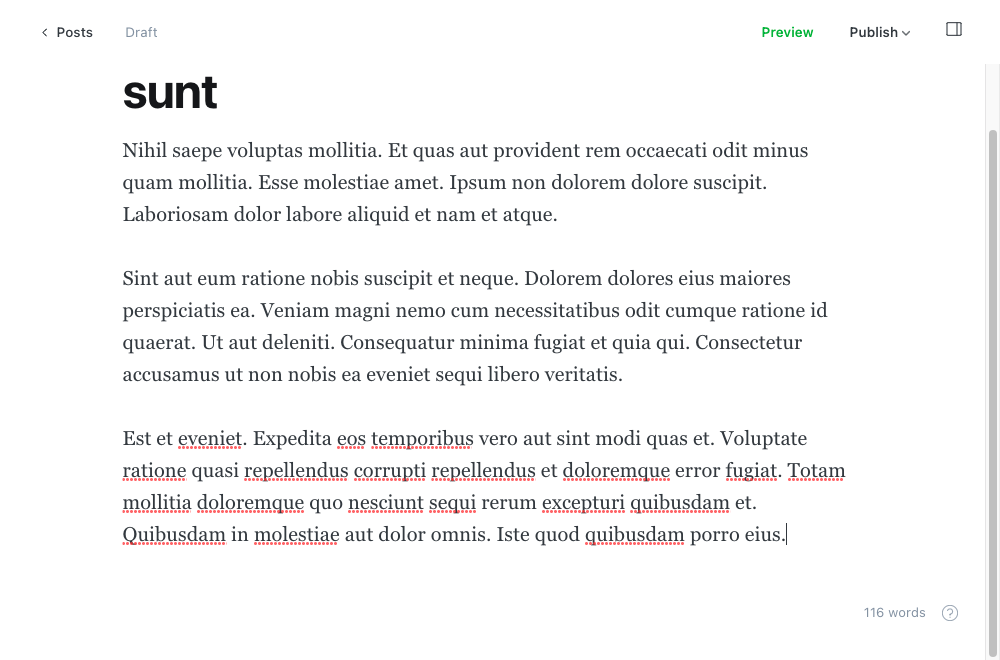 Posts
Draft
Preview
Publish
sunt
Nihil saepe voluptas mollitia. Et quas aut provident rem occaecati odit minus
quam mollitia. Esse molestiae amet. Ipsum non dolorem dolore suscipit.
Laboriosam dolor labore aliquid et nam et atque.
Sint aut eum ratione nobis suscipit et neque. Dolorem dolores eius maiores
perspiciatis ea. Veniam magni nemo cum necessitatibus odit cumque ratione id
quaerat. Ut aut deleniti. Consequatur minima fugiat et quia qui. Consectetur
accusamus ut non nobis ea eveniet sequi libero veritatis.
Est et eveniet. Expedita eos temporibus vero aut sint modi quas et. Voluptate
ratione quasi repellendus corrupti repellendus et doloremque error fugiat. Totam
mollitia doloremque quo nesciunt sequi rerum excepturi quibusdam et.
Quibusdam in molestiae aut dolor omnis. Iste quod quibusdam porro eius.
116 words
?